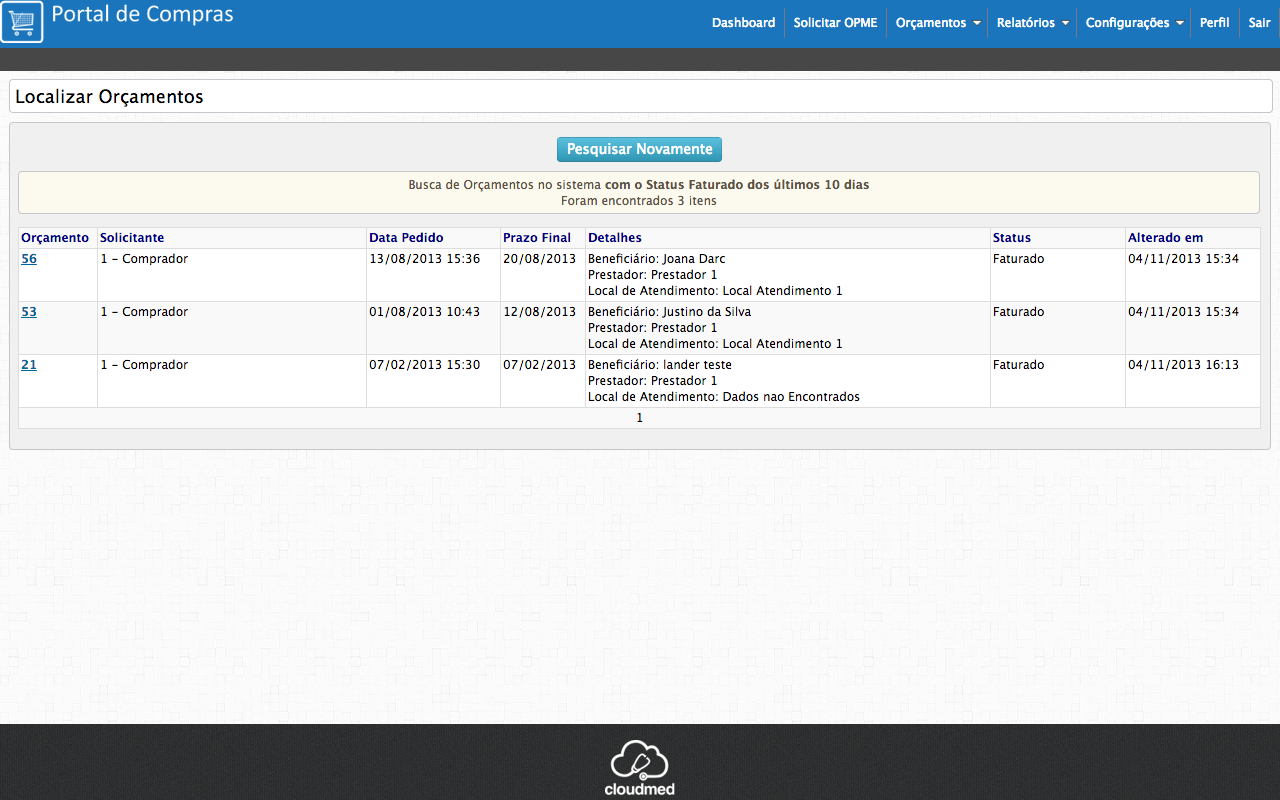 Portal de Compras
Dashboard Solicitar OPME Orçamentos Relatórios Configurações Perfil Sair
Localizar Orçamentos
Pesquisar Novamente
Busca de Orçamentos no sistema com o Status Faturado dos últimos 10 dias
Foram encontrados 3 itens
Orçamento Solicitante Data Pedido Prazo Final Detalhes Status Alterado em
56 1 - Comprador 13/08/2013 15:36 20/08/2013 Beneficiário: Joana Darc Faturado 04/11/2013 15:34
Prestador: Prestador 1
Local de Atendimento: Local Atendimento 1
53 1 - Comprador 01/08/2013 10:43 12/08/2013 Beneficiário: Justino da Silva Faturado 04/11/2013 15:34
Prestador: Prestador 1
Local de Atendimento: Local Atendimento 1
21 1 - Comprador 07/02/2013 15:30 07/02/2013 Beneficiário: lander teste Faturado 04/11/2013 16:13
Prestador: Prestador 1
Local de Atendimento: Dados nao Encontrados
1
cloudmed